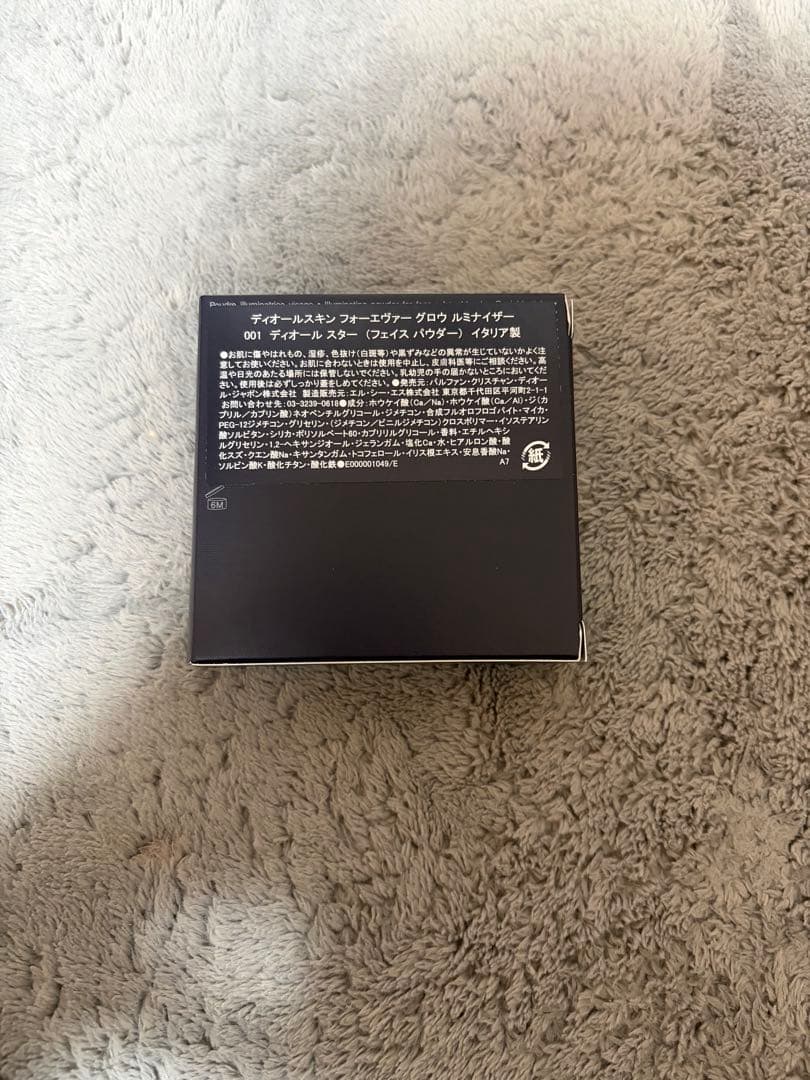 Poudre illuminatrice visage • Illuminating powder for face
ディオールスキン フォーエヴァー グロウ ルミナイザー
001 ディオール スター （フェイス パウダー） イタリア製
●お肌に傷やはれもの、湿疹、色抜け(白斑等)や黒ずみなどの異常が生じていないかよく注
意してお使いください。お肌に合わないときは使用を中止し、皮膚科医等にご相談ください。高
温や日光のあたる場所には保管しないでください。乳幼児の手の届かないところにおいてくだ
さい。使用後は必ずしっかり蓋をしめてください。●発売元：パルファン・クリスチャン・ディオー
ル・ジャポン株式会社 製造販売元：エル・シー・エス株式会社 東京都千代田区平河町2-1-1
お問い合わせ先：03-3239-0618●成分：ホウケイ酸(Ca/Na)・ホウケイ酸(Ca/Al)・ジ(カ
プリル/カプリン酸)ネオペンチルグリコール・ジメチコン・合成フルオロフロゴパイト・マイカ・
PEG-12ジメチコン・グリセリン・(ジメチコン/ビニルジメチコン)クロスポリマー・イソステアリン
酸ソルビタン・シリカ・ポリソルベート60・カプリリルグリコール・香料・エチルヘキシ
ルグリセリン・1,2-ヘキサンジオール・ジェランガム・塩化Ca・水・ヒアルロン酸・酸
化スズ・クエン酸Na・キサンタンガム・トコフェロール・イリス根エキス・安息香酸Na・
ソルビン酸K・酸化チタン・酸化鉄●E000001049/E
A7
紙
6M